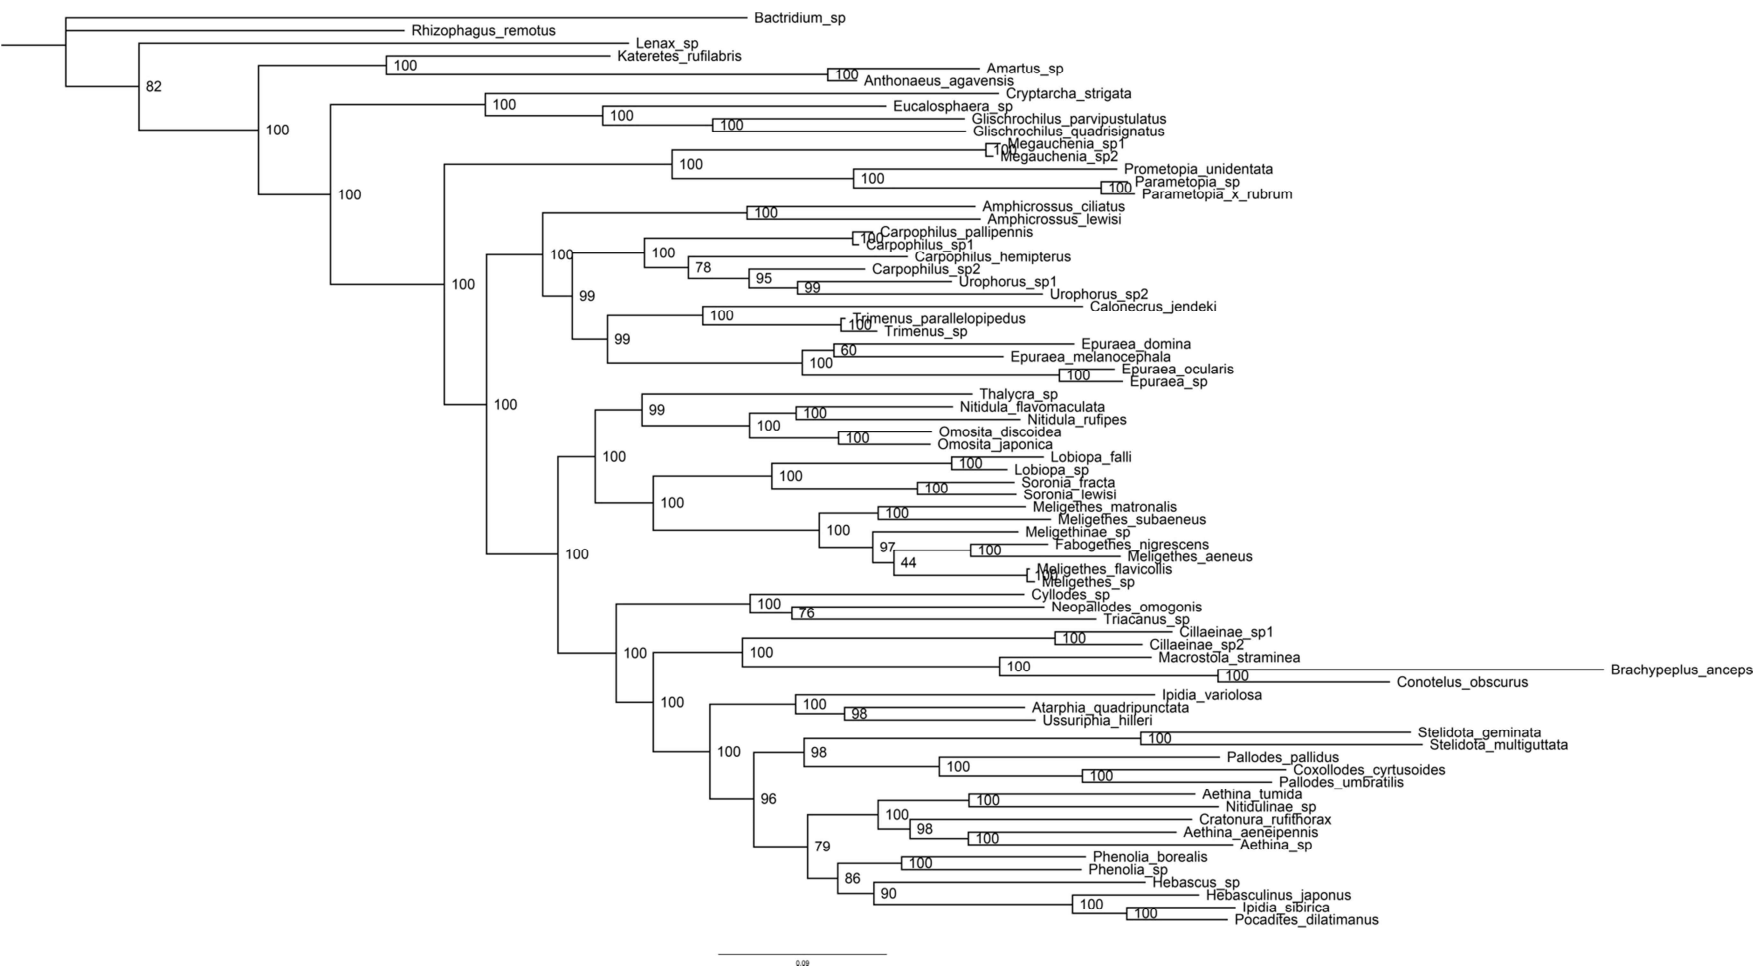 Bactridium_sp
Rhizophagus_remotus
Lenax_sp
Kateretes_rufilabris
100
Amartus_sp
100
Anthonaeus_agavensis
82
Cryptarcha_strigata
100
Eucalosphaera_sp
100
Glischrochilus_parvipustulatus
100
Glischrochilus_quadrisignatus
100
Megauchenia_sp1
100
Megauchenia_sp2
100
Prometopia_unidentata
100
Parametopia_sp
100
Parametopia_x_rubrum
100
Amphicrossus_ciliatus
100
Amphicrossus_lewisi
Carpophilus_pallipennis
100
Carpophilus_sp1
100
100
Carpophilus_hemipterus
78
Carpophilus_sp2
95
Urophorus_sp1
99
Urophorus_sp2
99
100
Calonecrus_jendeki
100
Trimenus_parallelopipedus
100
Trimenus_sp
99
Epuraea_domina
60
Epuraea_melanocephala
100
Epuraea_ocularis
100
Epuraea_sp
Thalycra_sp
100
99
Nitidula_flavomaculata
100
Nitidula_rufipes
100
Omosita_discoidea
100
Omosita_japonica
100
Lobiopa_falli
100
Lobiopa_sp
100
Soronia_fracta
100
Soronia_lewisi
100
Meligethes_matronalis
100
Meligethes_subaeneus
100
Meligethinae_sp
97
Fabogethes_nigrescens
100
Meligethes_aeneus
100
44
Meligethes_flavicollis
100
Meligethes_sp
Cyllodes_sp
100
Neopallodes_omogonis
76
Triacanus_sp
Cillaeinae_sp1
100
Cillaeinae_sp2
100
100
Macrostola_straminea
100
Brachypeplus_anceps
100
Conotelus_obscurus
100
Ipidia_variolosa
100
Atarphia_quadripunctata
98
Ussuriphia_hilleri
Stelidota_geminata
100
Stelidota_multiguttata
100
98
Pallodes_pallidus
100
Coxollodes_cyrtusoides
100
Pallodes_umbratilis
96
Aethina_tumida
100
Nitidulinae_sp
100
Cratonura_rufithorax
98
Aethina_aeneipennis
100
Aethina_sp
79
Phenolia_borealis
100
Phenolia_sp
86
Hebascus_sp
90
Hebasculinus_japonus
100
Ipidia_sibirica
100
Pocadites_dilatimanus
0.09